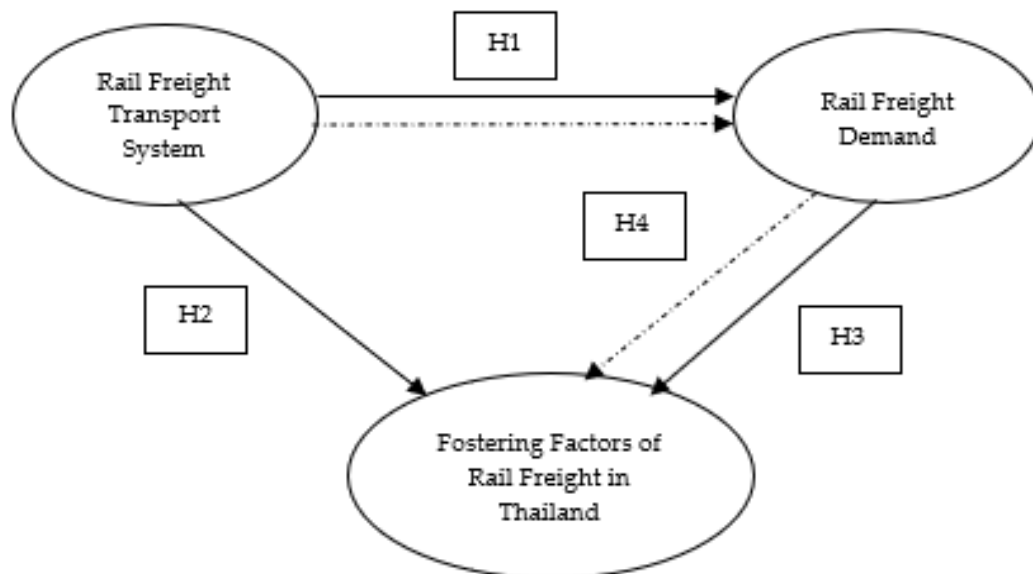 H1
Rail Freight
Transport
System
Rail Freight
Demand
H4
H2
H3
Fostering Factors of
Rail Freight in
Thailand